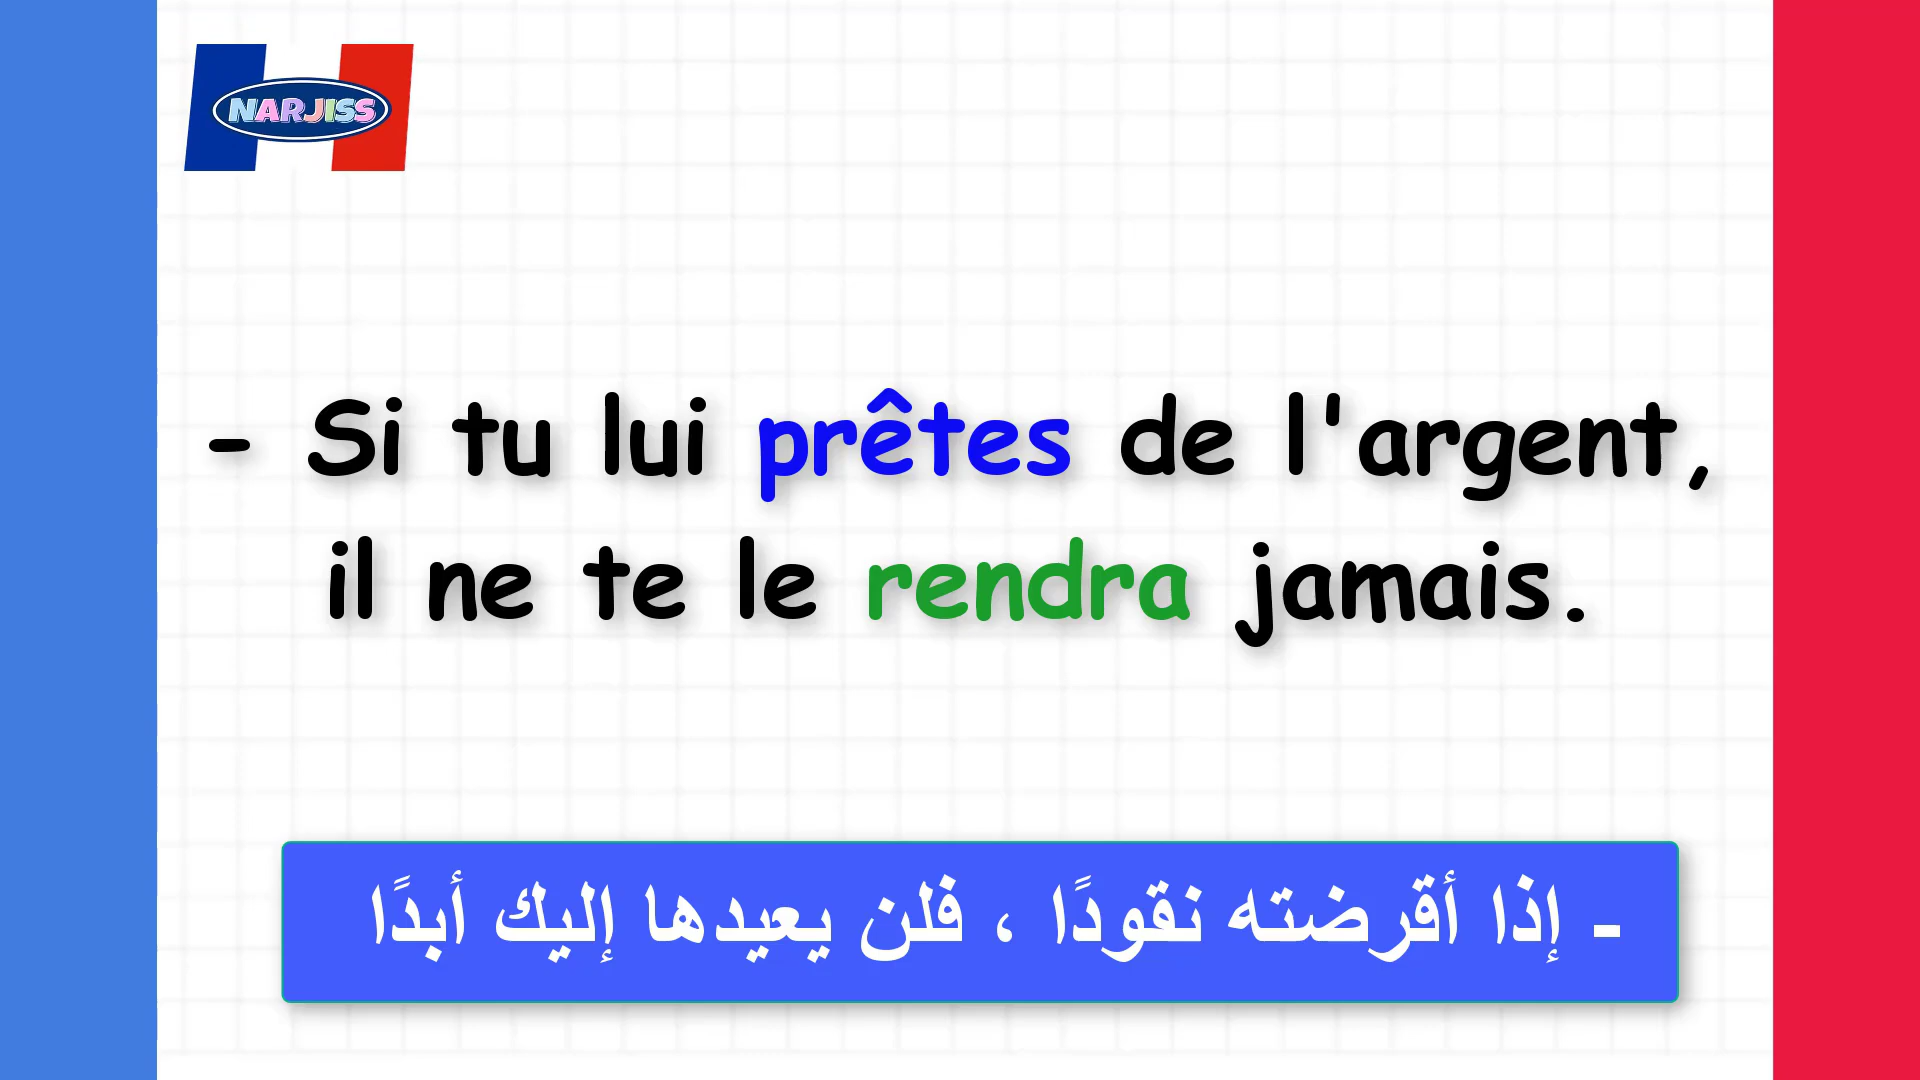 NARJISS
- Si tu lui prêtes de l'argent,
il ne te le rendra jamais.
- إذا أقرضته نقودًا ، فلن يعيدها إليك أبدًا